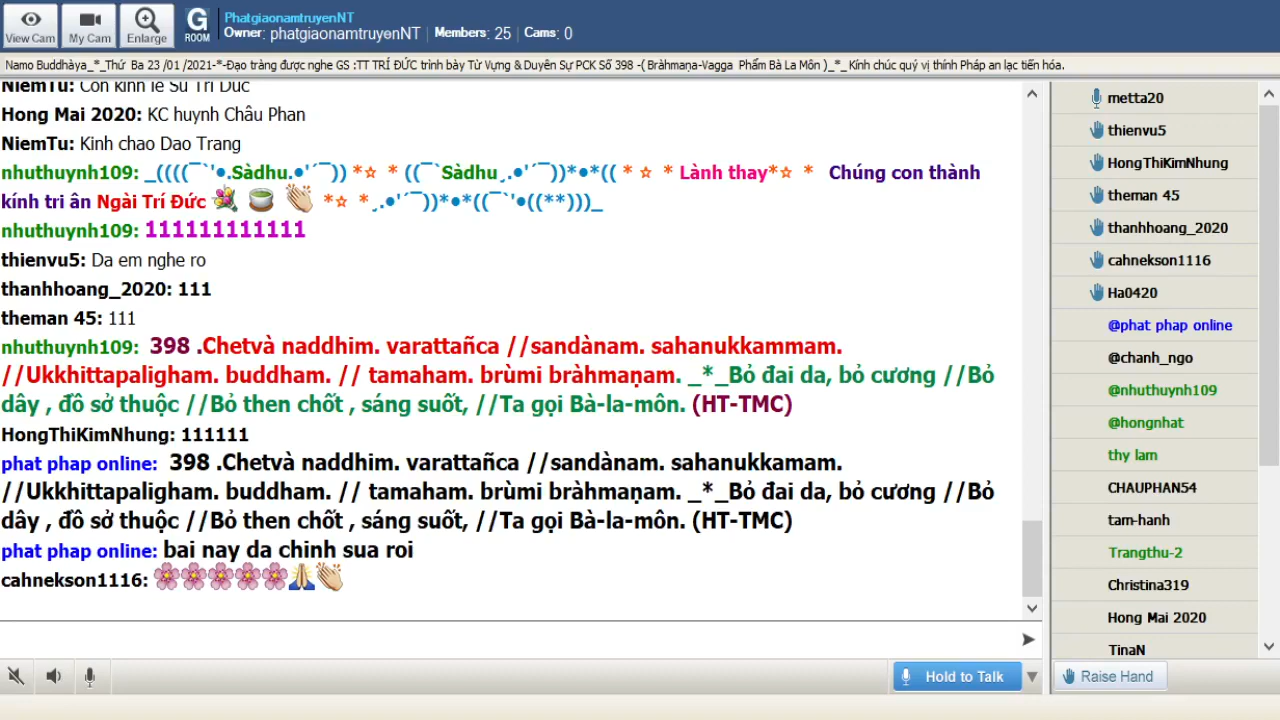 View Cam
My Cam
Enlarge
G
ROOM
PhatgiaonamtruyenNT
Owner: phatgiaonamtruyenNT | Members: 25 | Cams: 0
Namo Buddhàya_*_Thứ Ba 23 /01 /2021-*-Đạo tràng được nghe GS :TT TRÍ ĐỨC trình bày Từ Vựng & Duyên Sự PCK Số 398 -( Bràhmaṇa-Vagga Phẩm Bà La Môn )_*_ Kính chúc quý vị thính Pháp an lạc tiến hóa.
NiemTu: Con kinh le Su Tri Duc
Hong Mai 2020: KC huynh Châu Phan
NiemTu: Kinh chao Dao Trang
nhuthuynh109: _((((¯`'•.Sàdhu.•'´¯)) *☆ * ((¯`Sàdhu¸.•'´¯))*•*(( * ☆ * Lành thay*☆ * Chúng con thành
kính tri ân Ngài Trí Đức 💐 🍵 👏 *☆ *¸.•'´¯))*•*((¯`'•((**)))_
nhuthuynh109: 111111111111
thienvu5: Da em nghe ro
thanhhoang_2020: 111
theman 45: 111
nhuthuynh109: 398 .Chetvà naddhim. varattañca //sandànam. sahanukkammam.
//Ukkhittapaligham. buddham. // tamaham. brùmi bràhmaṇam. _*_Bỏ đai da, bỏ cương //Bỏ
dây , đồ sở thuộc //Bỏ then chốt , sáng suốt, //Ta gọi Bà-la-môn. (HT-TMC)
HongThiKimNhung: 111111
phat phap online: 398 .Chetvà naddhim. varattañca //sandànam. sahanukkamam.
//Ukkhittapaligham. buddham. // tamaham. brùmi bràhmaṇam. _*_Bỏ đai da, bỏ cương //Bỏ
dây , đồ sở thuộc //Bỏ then chốt , sáng suốt, //Ta gọi Bà-la-môn. (HT-TMC)
phat phap online: bai nay da chinh sua roi
cahnekson1116: 🌸🌸🌸🌸🌸🙏👏
Hold to Talk
metta20
thienvu5
HongThiKimNhung
theman 45
thanhhoang_2020
cahnekson1116
Ha0420
@phat phap online
@chanh_ngo
@nhuthuynh109
@hongnhat
thy lam
CHAUPHAN54
tam-hanh
Trangthu-2
Christina319
Hong Mai 2020
TinaN
Raise Hand